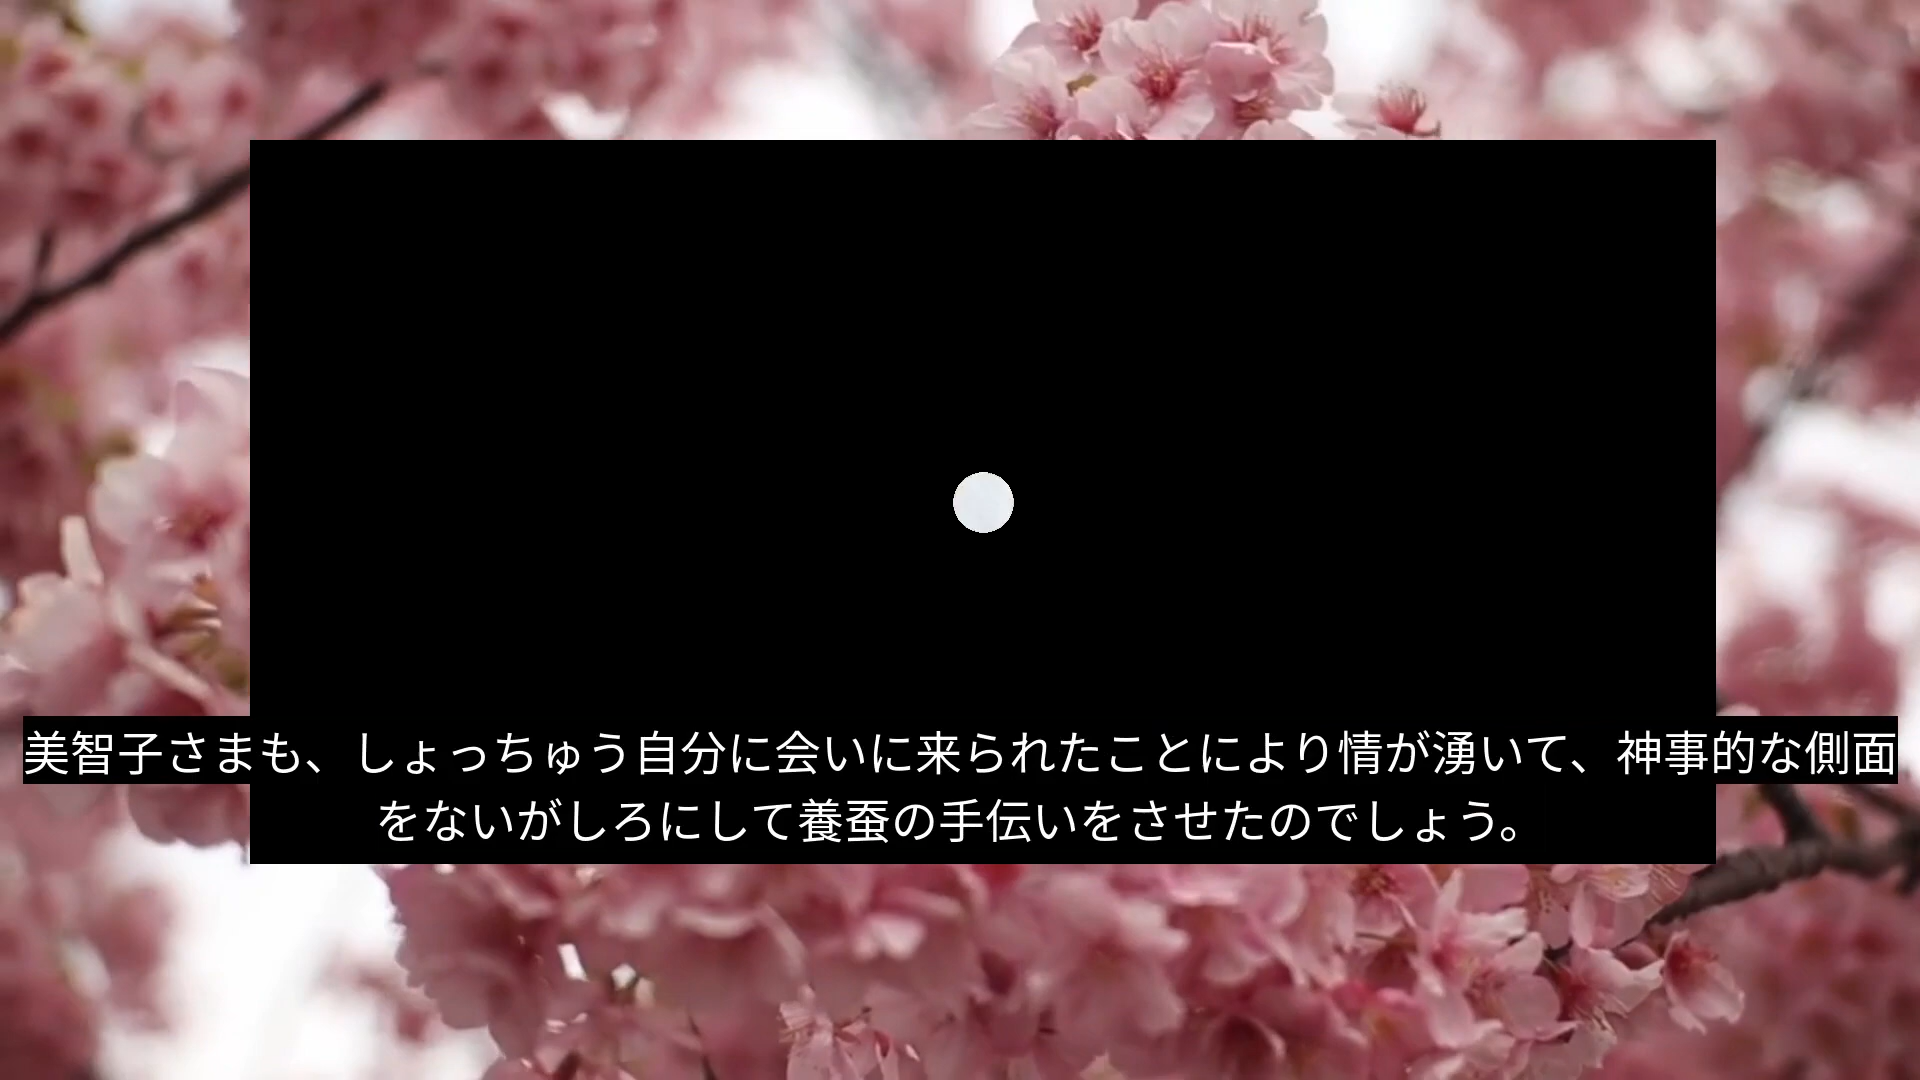 美智子さまも、しょっちゅう自分に会いに来られたことにより情が湧いて、神事的な側面
をないがしろにして養蚕の手伝いをさせたのでしょう。